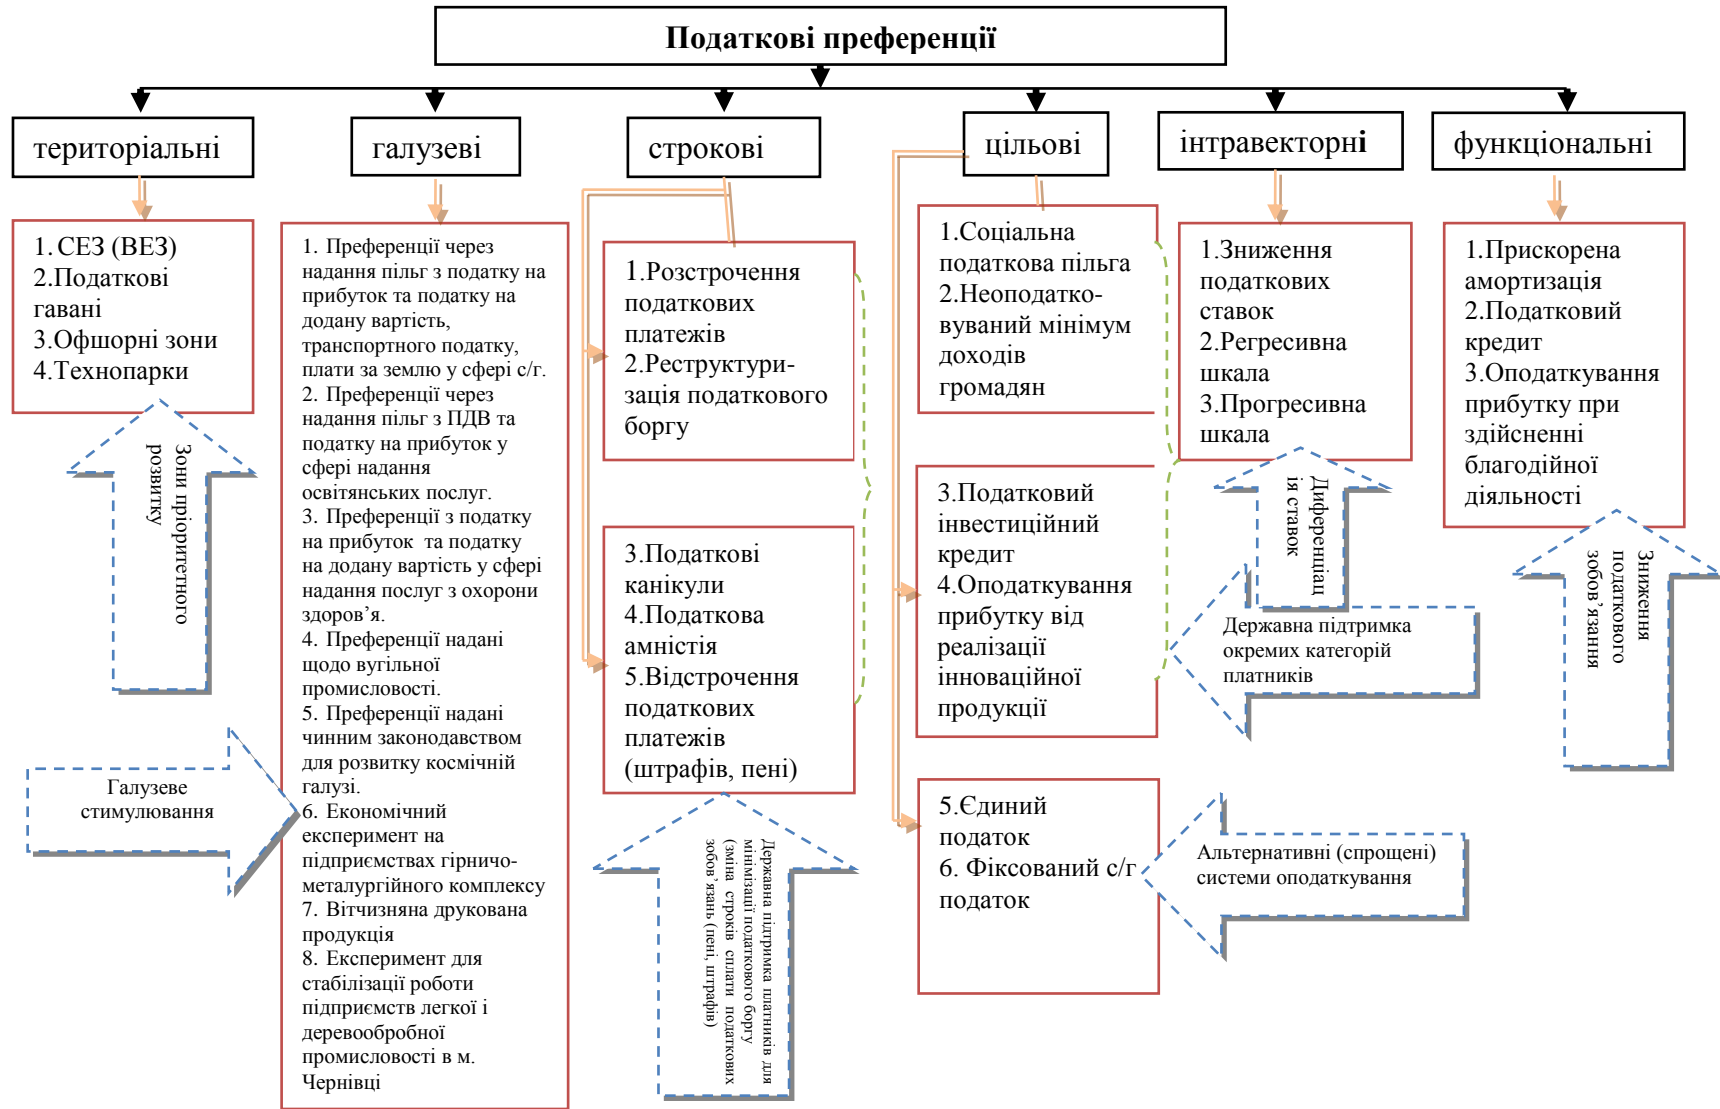 Податкові преференції
територіальні
галузеві
строкові
цільові
інтравекторні
функціональні
1. СЕЗ (ВЕЗ)
2.Податкові
гавані
3.Офшорні зони
4.Технопарки
Зони пріоритетного
розвитку
1. Преференції через
надання пільг з податку на
прибуток та податку на
додану вартість,
транспортного податку,
плати за землю у сфері с/г.
2. Преференції через
надання пільг з ПДВ та
податку на прибуток у
сфері надання
освітянських послуг.
3. Преференції з податку
на прибуток та податку
на додану вартість у сфері
надання послуг з охорони
здоров’я.
4. Преференції надані
щодо вугільної
промисловості.
5. Преференції надані
чинним законодавством
для розвитку космічній
галузі.
6. Економічний
експеримент на
підприємствах гірничо-
металургійного комплексу
7. Вітчизняна друкована
продукція
8. Експеримент для
стабілізації роботи
підприємств легкої і
деревообробної
промисловості в м.
Чернівці
Галузеве
стимулювання
1.Розстрочення
податкових
платежів
2.Реструктури-
зація податкового
боргу
3.Податкові
канікули
4.Податкова
амністія
5.Відстрочення
податкових
платежів
(штрафів, пені)
Державна підтримка платників для
мінімізації податкового боргу
(зміна строків сплати податкових
зобов’язань (пені, штрафів)
1.Соціальна
податкова пільга
2.Неоподатко-
вуваний мінімум
доходів
громадян
3.Податковий
інвестиційний
кредит
4.Оподаткування
прибутку від
реалізації
інноваційної
продукції
5.Єдиний
податок
6. Фіксований с/г
податок
1.Зниження
податкових
ставок
2.Регресивна
шкала
3.Прогресивна
шкала
Диференціац
ія ставок
Державна підтримка
окремих категорій
платників
Альтернативні (спрощені)
системи оподаткування
1.Прискорена
амортизація
2.Податковий
кредит
3.Оподаткування
прибутку при
здійсненні
благодійної
діяльності
Зниження
податкового
зобов’язання